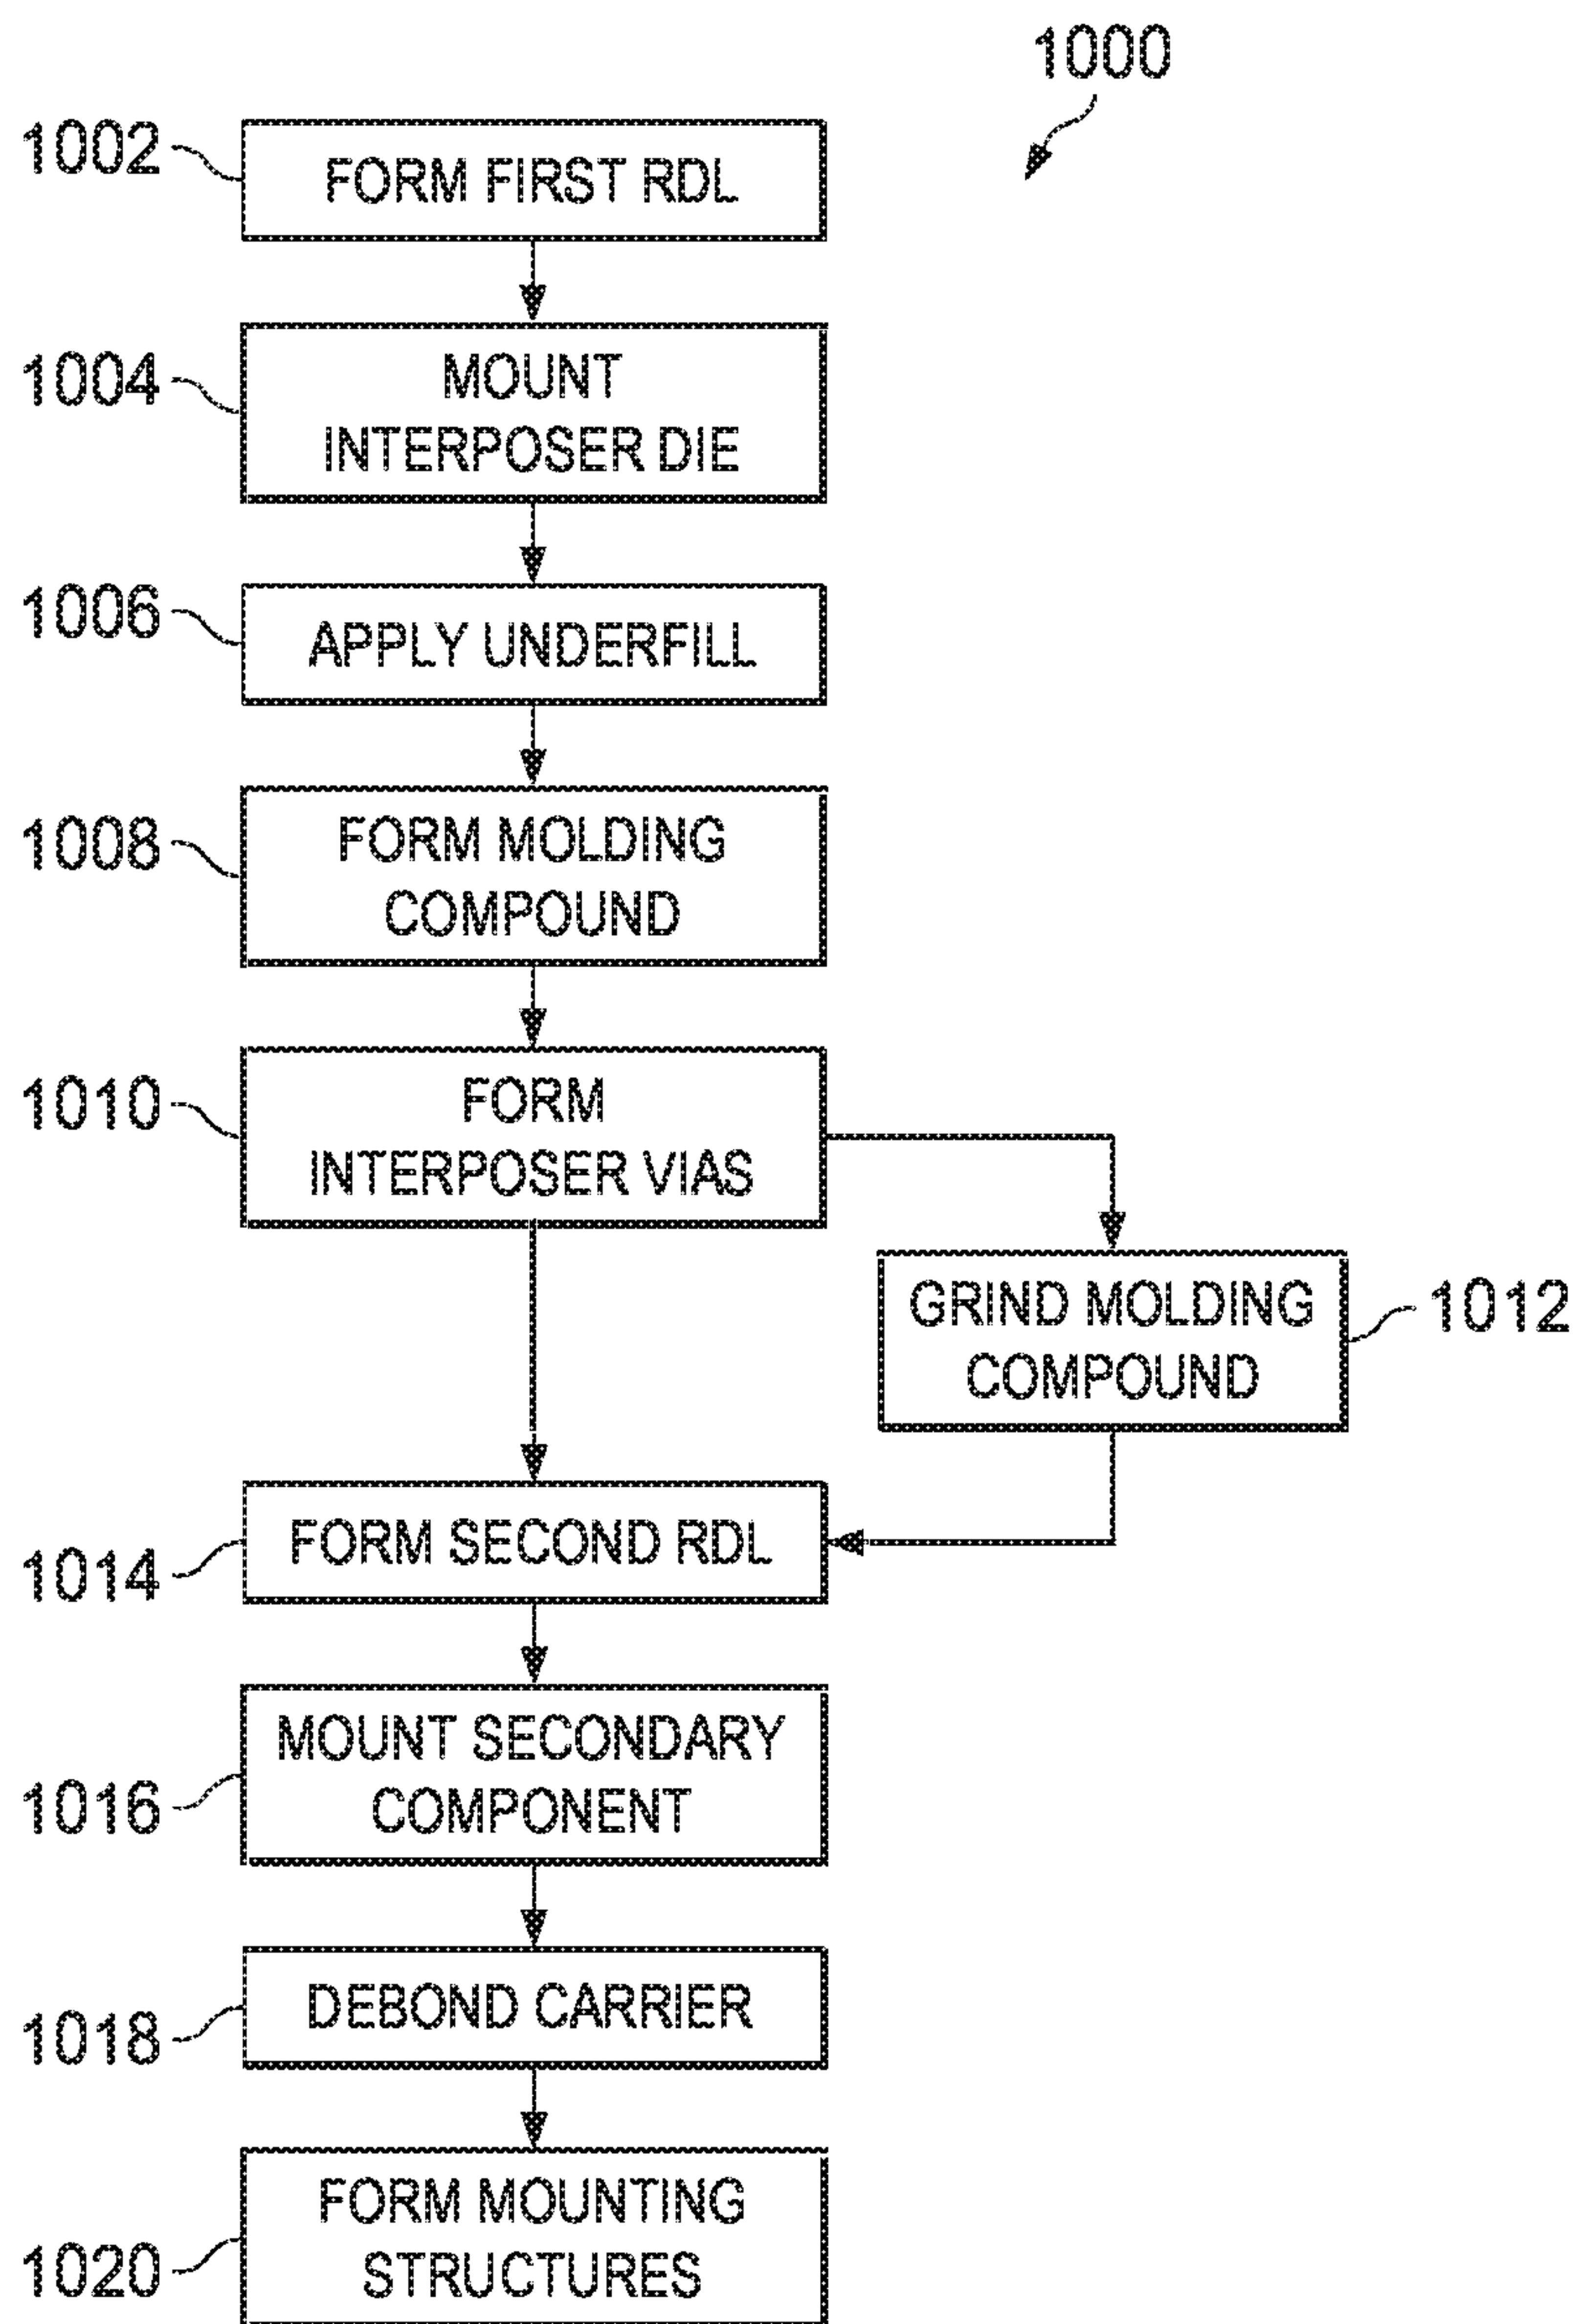 1000
1002
FORM FIRST RDL
1004
MOUNT
INTERPOSER DIE
1006
APPLY UNDERFILL
1008
FORM MOLDING
COMPOUND
1010
FORM
INTERPOSER VIAS
GRIND MOLDING
COMPOUND
1012
1014
FORM SECOND RDL
1016
MOUNT SECONDARY
COMPONENT
1018
DEBOND CARRIER
1020
FORM MOUNTING
STRUCTURES